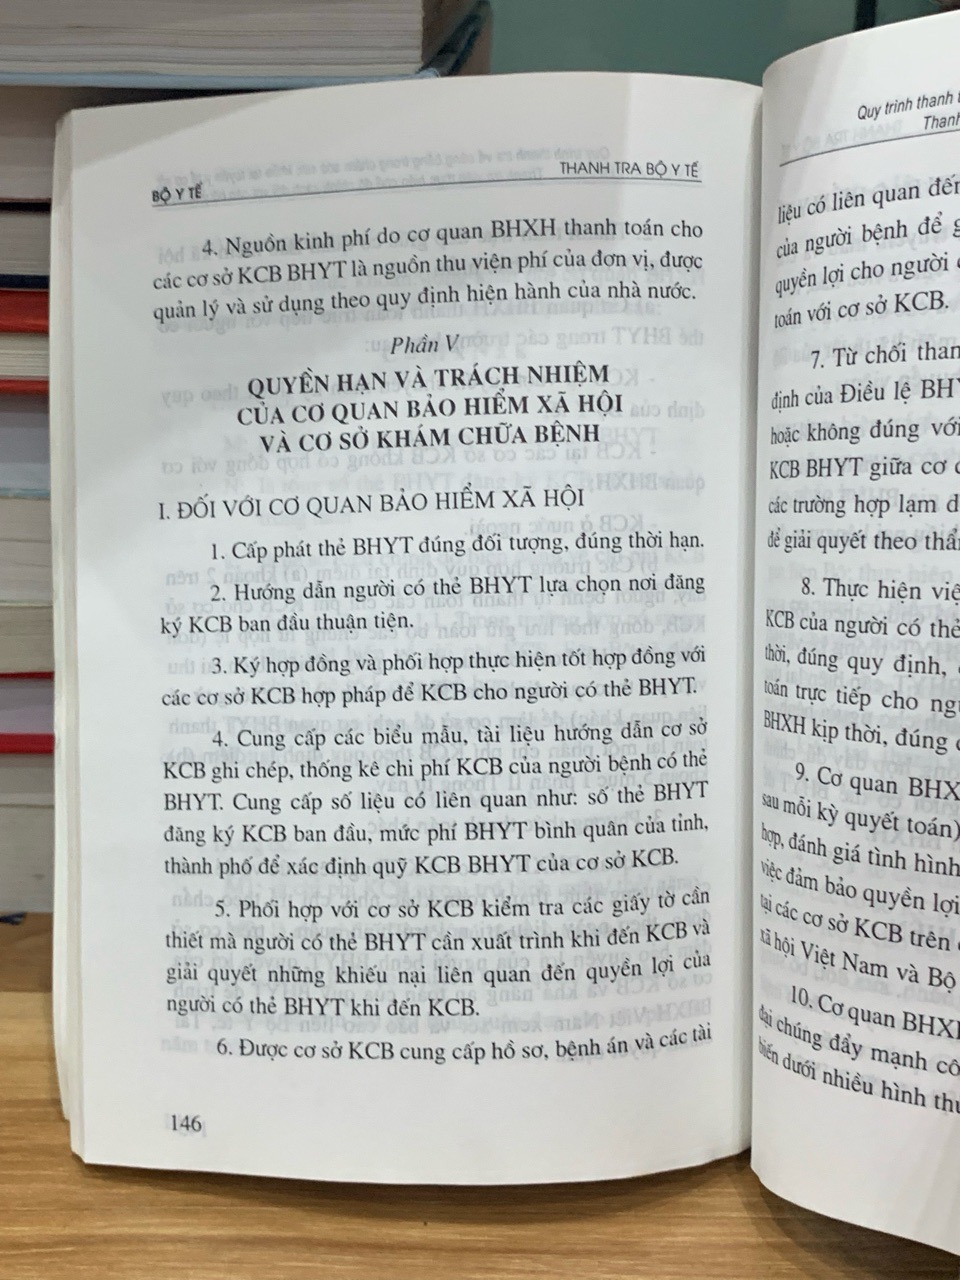 BỘ Y TẾ
THANH TRA BỘ Y TẾ
4. Nguồn kinh phí do cơ quan BHXH thanh toán cho
các cơ sở KCB BHYT là nguồn thu viện phí của đơn vị, được
quản lý và sử dụng theo quy định hiện hành của nhà nước.
Phần V
QUYỀN HẠN VÀ TRÁCH NHIỆM
CỦA CƠ QUAN BẢO HIỂM XÃ HỘI
VÀ CƠ SỞ KHÁM CHỮA BỆNH
I. ĐỐI VỚI CƠ QUAN BẢO HIỂM XÃ HỘI
1. Cấp phát thẻ BHYT đúng đối tượng, đúng thời hạn.
2. Hướng dẫn người có thẻ BHYT lựa chọn nơi đăng
ký KCB ban đầu thuận tiện.
3. Ký hợp đồng và phối hợp thực hiện tốt hợp đồng với
các cơ sở KCB hợp pháp để KCB cho người có thẻ BHYT.
4. Cung cấp các biểu mẫu, tài liệu hướng dẫn cơ sở
KCB ghi chép, thống kê chi phí KCB của người bệnh có thẻ
BHYT. Cung cấp số liệu có liên quan như: số thẻ BHYT
đăng ký KCB ban đầu, mức phí BHYT bình quân của tỉnh,
thành phố để xác định quỹ KCB BHYT của cơ sở KCB.
5. Phối hợp với cơ sở KCB kiểm tra các giấy tờ cần
thiết mà người có thẻ BHYT cần xuất trình khi đến KCB và
giải quyết những khiếu nại liên quan đến quyền lợi của
người có thẻ BHYT khi đến KCB.
6. Được cơ sở KCB cung cấp hồ sơ, bệnh án và các tài
146
Quy trình thanh
Thanh
liệu có liên quan đến
của người bệnh để
quyền lợi cho người
toán với cơ sở KCB.
7. Từ chối
định của Điều lệ
hoặc không đúng với
KCB BHYT giữa cơ
các trường hợp lạm
để giải quyết theo
8. Thực hiện
KCB của người có thẻ
thời, đúng quy định,
toán trực tiếp cho
BHXH kịp thời, đúng
9. Cơ quan
sau mỗi kỳ quyết toán)
hợp, đánh giá tình hình
việc đảm bảo quyền lợi
tại các cơ sở KCB trên
xã hội Việt Nam và Bộ
10. Cơ quan
đại chúng đẩy mạnh
biến dưới nhiều hình